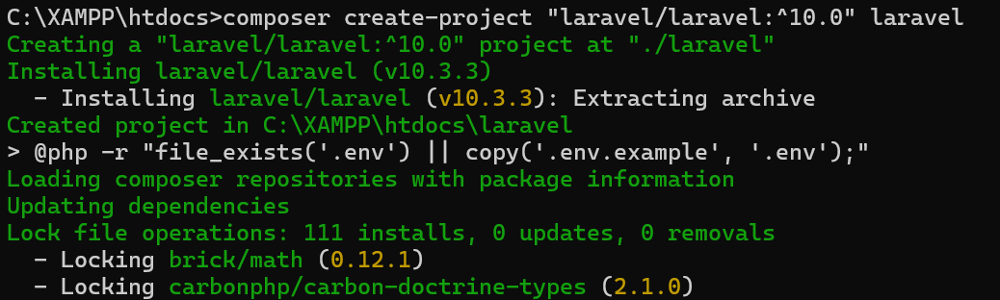 C:\XAMPP\htdocs>composer create-project "laravel/laravel:^10.0" laravel
Creating a "laravel/laravel:^10.0" project at "./laravel"
Installing laravel/laravel (v10.3.3)
  - Installing laravel/laravel (v10.3.3): Extracting archive
Created project in C:\XAMPP\htdocs\laravel
> @php -r "file_exists('.env') || copy('.env.example', '.env');"
Loading composer repositories with package information
Updating dependencies
Lock file operations: 111 installs, 0 updates, 0 removals
  - Locking brick/math (0.12.1)
  - Locking carbonphp/carbon-doctrine-types (2.1.0)